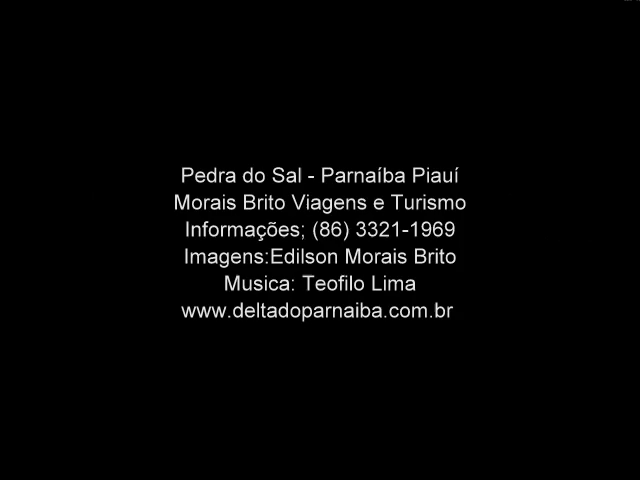 Pedra do Sal - Parnaíba Piauí
Morais Brito Viagens e Turismo
Informações; (86) 3321-1969
Imagens:Edilson Morais Brito
Musica: Teofilo Lima
www.deltadoparnaiba.com.br